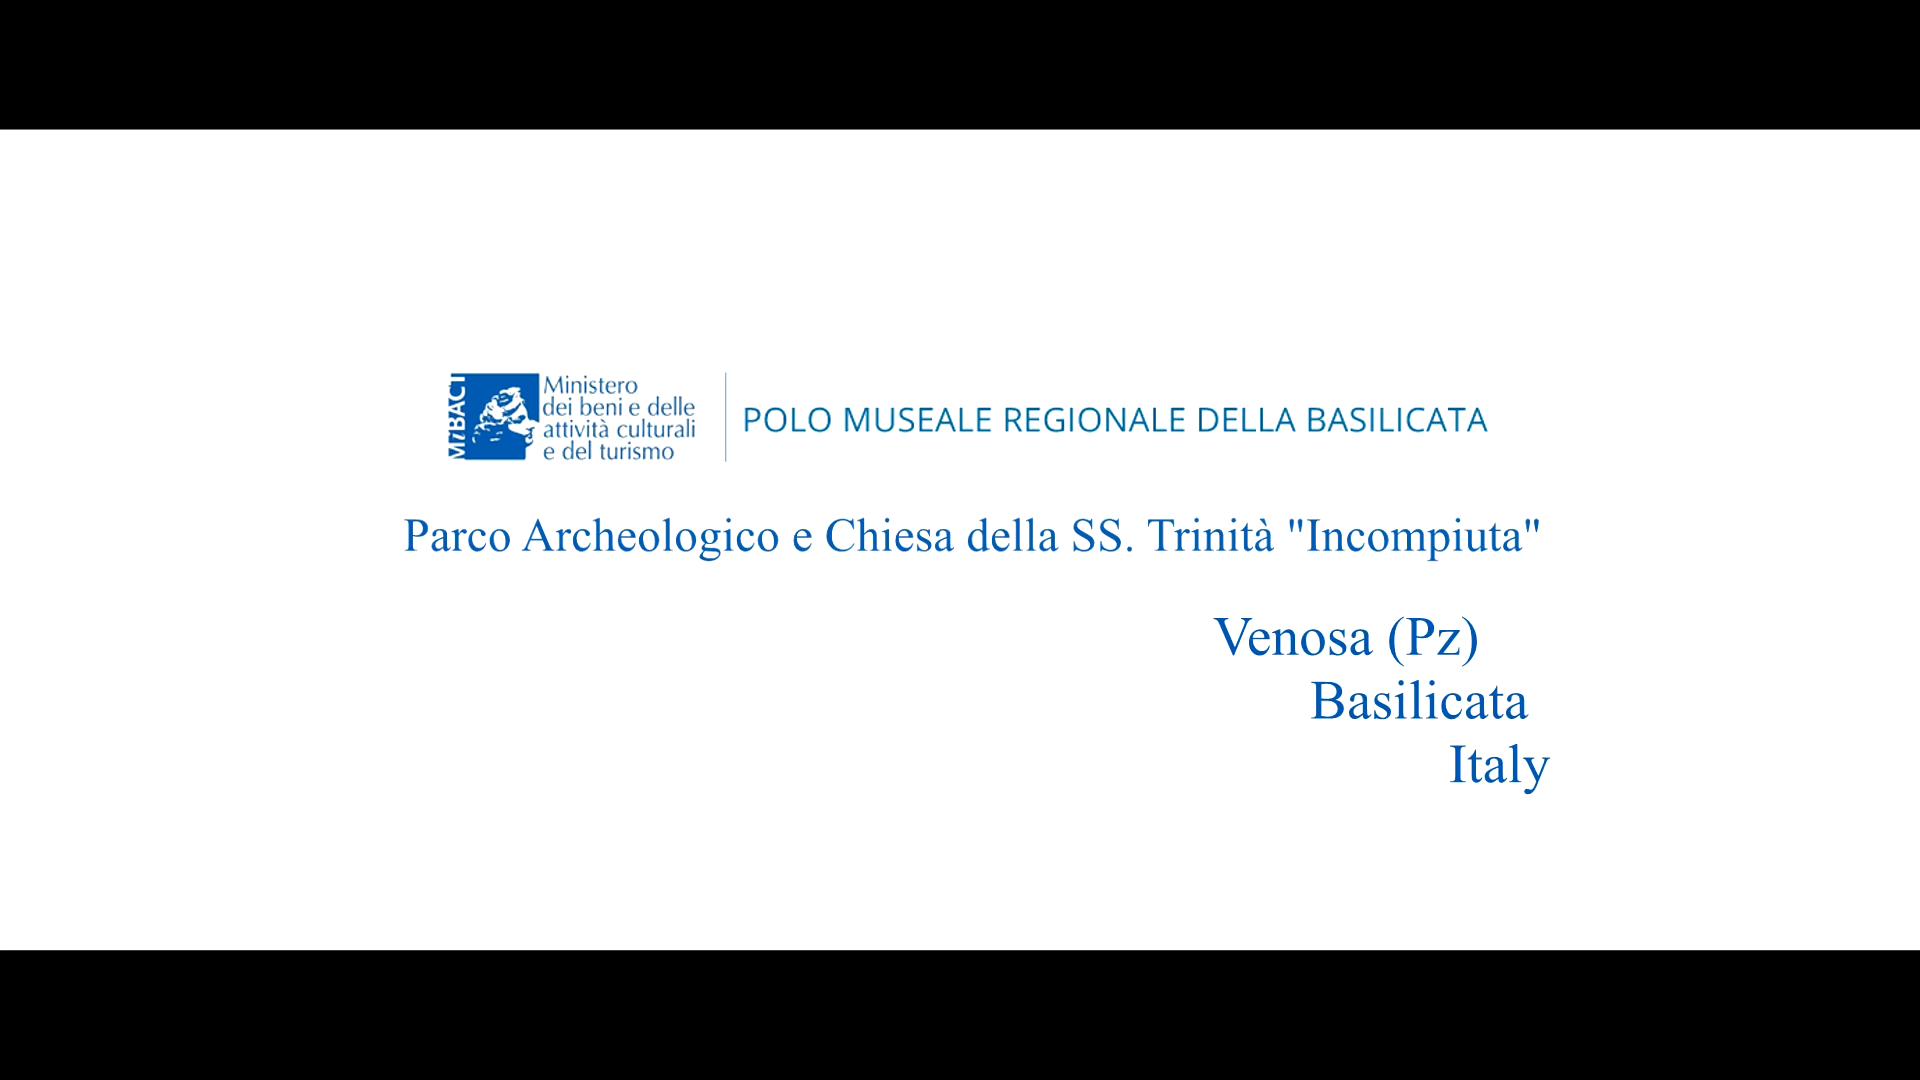 MiBACT
Ministero
dei beni e delle
attività culturali
e del turismo
POLO MUSEALE REGIONALE DELLA BASILICATA
Parco Archeologico e Chiesa della SS. Trinità "Incompiuta"
Venosa (Pz)
Basilicata
Italy